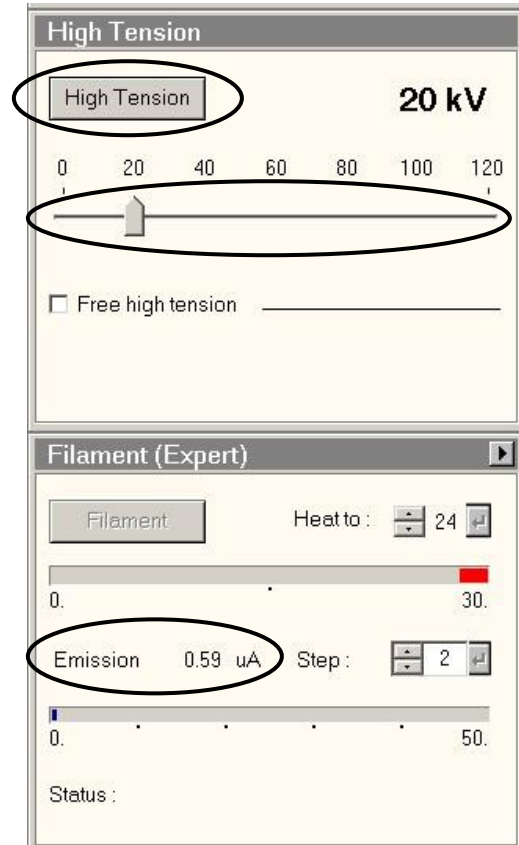 High Tension
High Tension 20 kV
0 20 40 60 80 100 120
Free high tension
Filament (Expert)
Filament Heat to : 24
0. 30.
Emission 0.59 uA Step : 2
0. 50.
Status :